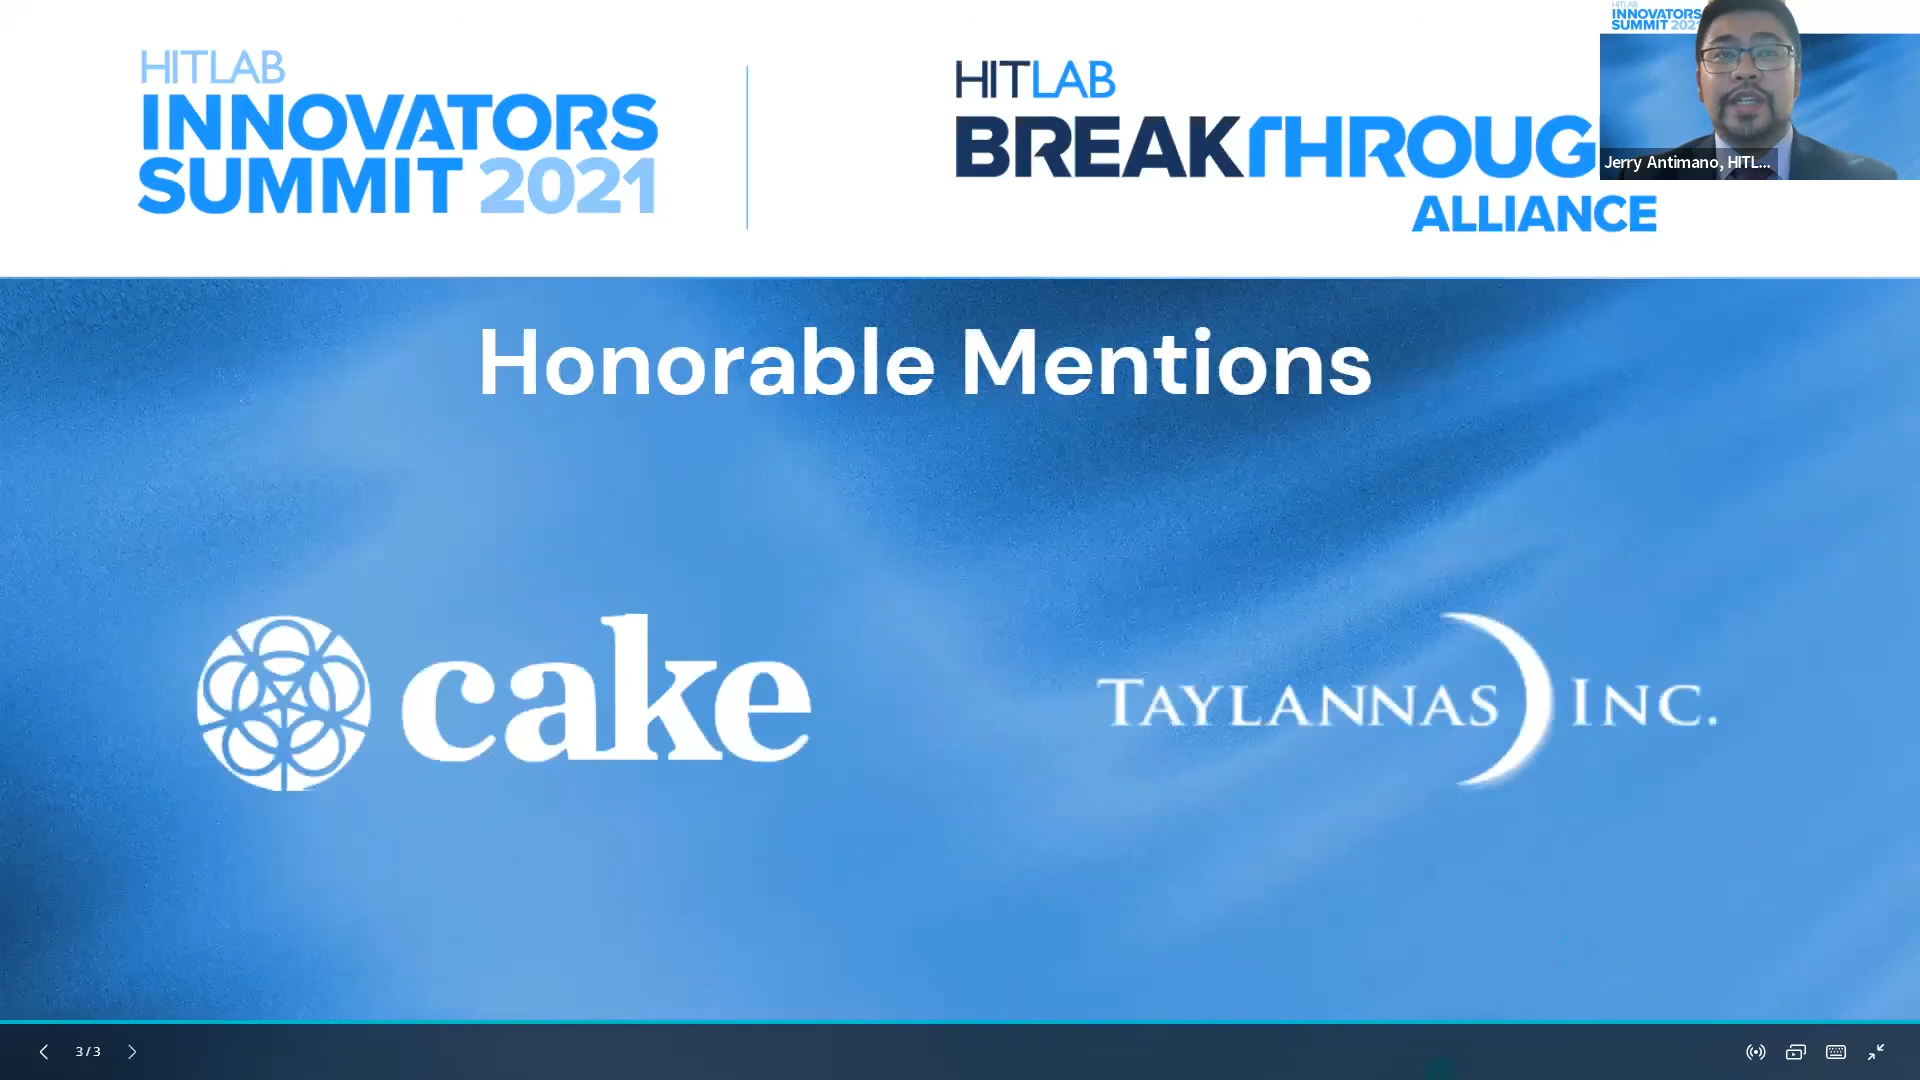 HITLAB
INNOVATORS
SUMMIT 2021
HITLAB
BREAKTHROUG
ALLIANCE
HITLAB
INNOVATORS
SUMMIT 2021
Jerry Antimano, HITL...
Honorable Mentions
cake
TAYLANNAS INC.
3/3